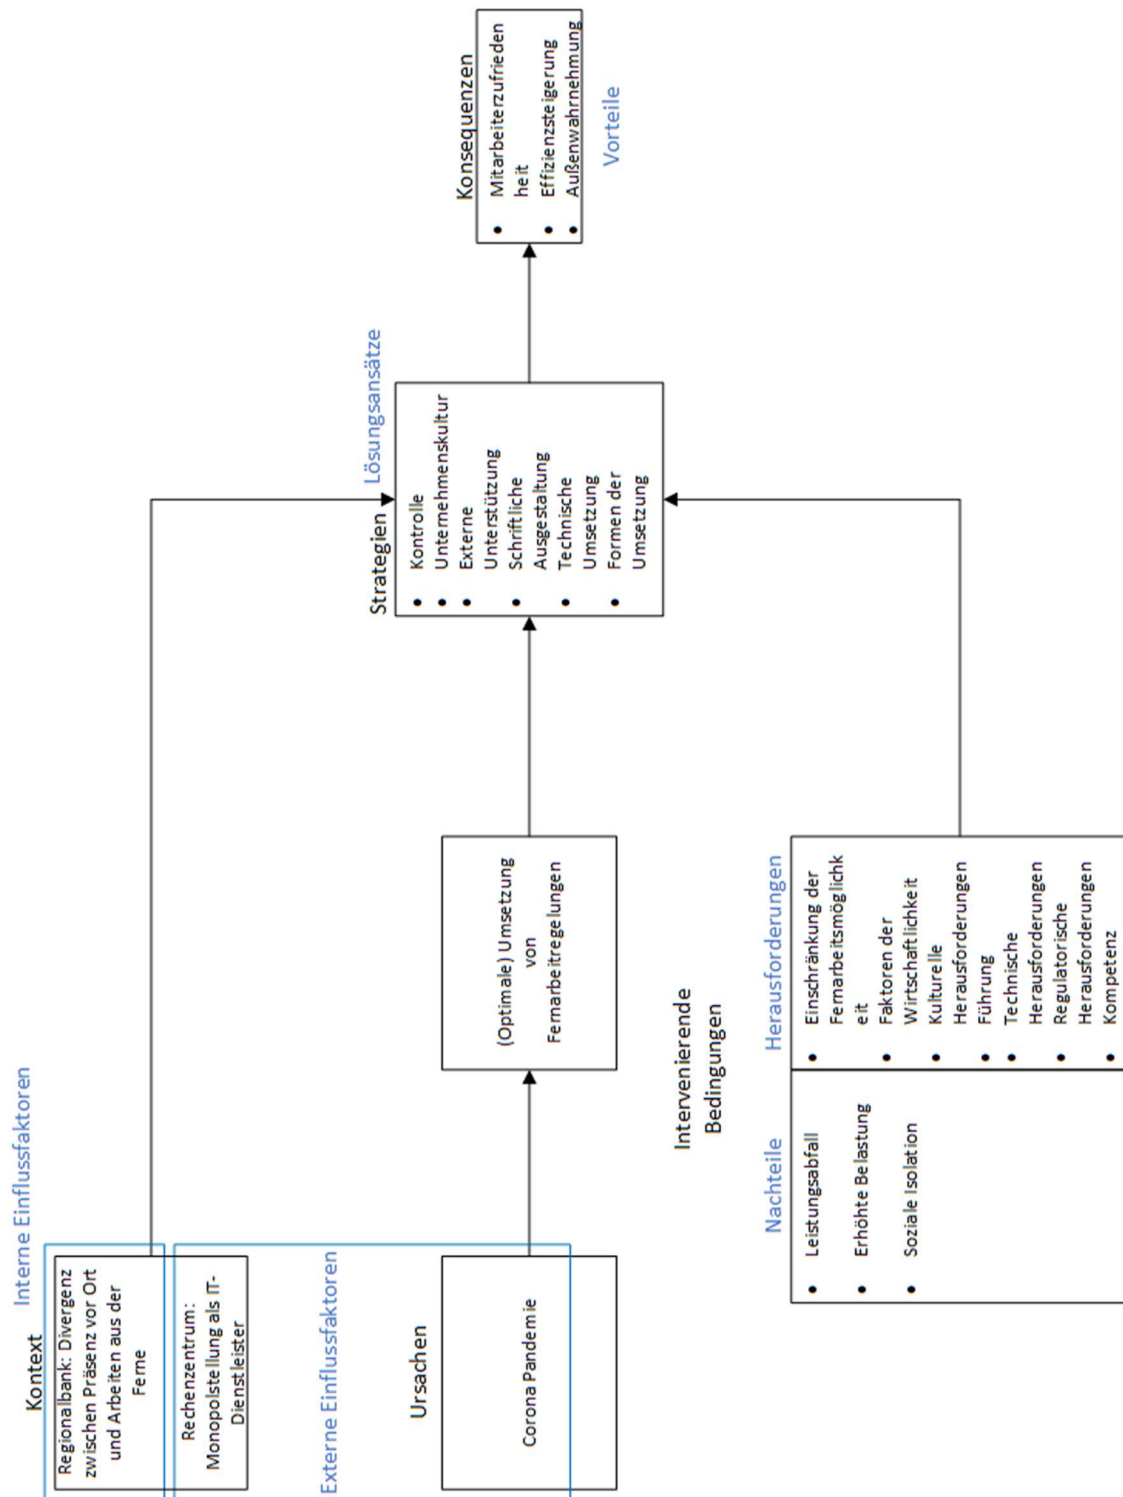 Interne Einflussfaktoren
Kontext
Regionalbank: Divergenz
zwischen Präsenz vor Ort
und Arbeiten aus der
Ferne
Rechenzentrum:
Monopolstellung als IT-
Dienstleister
Externe Einflussfaktoren
Ursachen
Corona Pandemie
(Optimale) Umsetzung
von
Fernarbeitregelungen
Strategien
Lösungsansätze
• Kontrolle
• Unternehmenskultur
• Externe
Unterstützung
• Schriftliche
Ausgestaltung
• Technische
Umsetzung
• Formen der
Umsetzung
Konsequenzen
• Mitarbeiterzufrieden
heit
• Effizienzsteigerung
• Außenwahrnehmung
Vorteile
Intervenierende
Bedingungen
Nachteile
• Leistungsabfall
• Erhöhte Belastung
• Soziale Isolation
Herausforderungen
• Einschränkung der
Fernarbeitsmöglichk
eit
• Faktoren der
Wirtschaftlichkeit
• Kulturelle
Herausforderungen
• Führung
• Technische
Herausforderungen
• Regulatorische
Herausforderungen
• Kompetenz